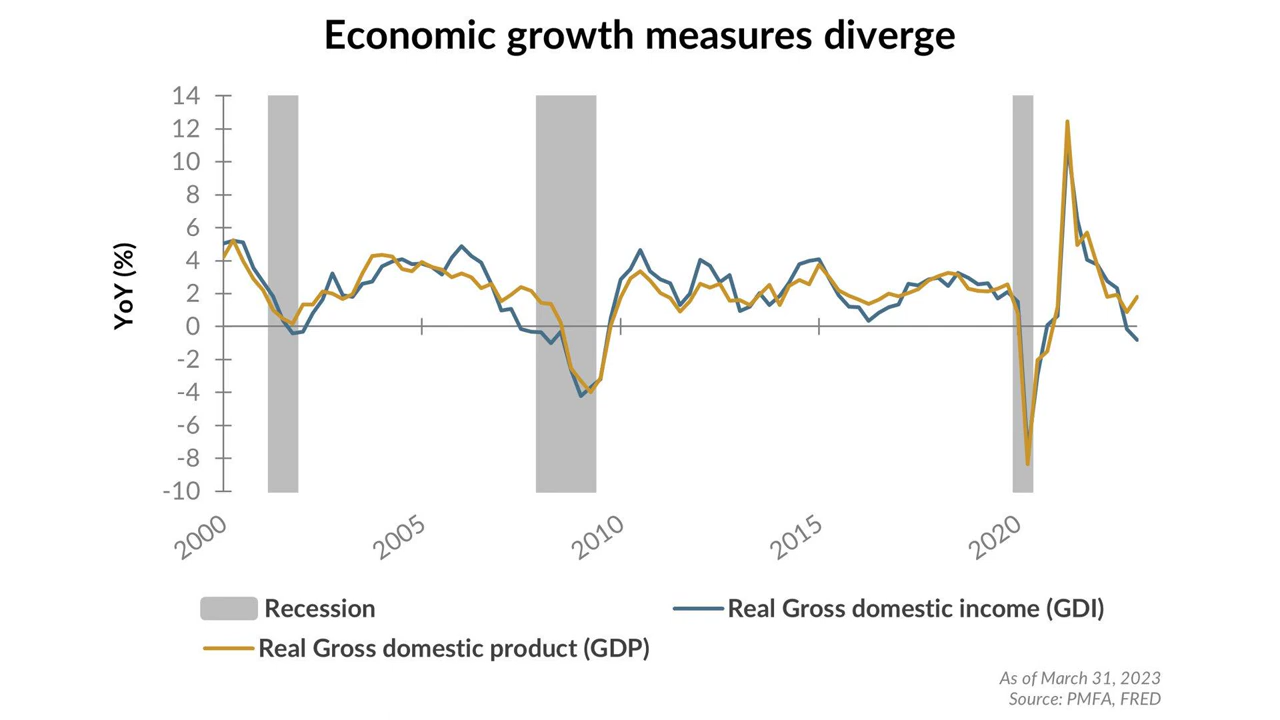 Economic growth measures diverge
14
12
10
8
6
4
2
0
-2
-4
-6
-8
-10
YoY (%)
2000
2005
2010
2015
2020
Recession
Real Gross domestic income (GDI)
Real Gross domestic product (GDP)
As of March 31, 2023
Source: PMFA, FRED